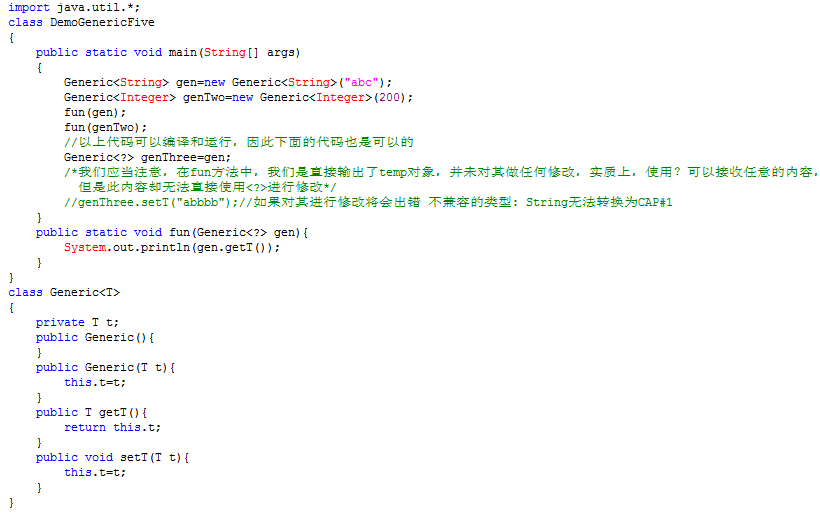 import java.util.*;
class DemoGenericFive
{
    public static void main(String[] args)
    {
        Generic<String> gen=new Generic<String>("abc");
        Generic<Integer> genTwo=new Generic<Integer>(200);
        fun(gen);
        fun(genTwo);
        //以上代码可以编译和运行，因此下面的代码也是可以的
        Generic<?> genThree=gen;
        /*我们应当注意，在fun方法中，我们是直接输出了temp对象，并未对其做任何修改，实质上，使用？可以接收任意的内容，
          但是此内容却无法直接使用<?>进行修改*/
        //genThree.setT("abbbb");//如果对其进行修改将会出错 不兼容的类型: String无法转换为CAP#1
    }
    public static void fun(Generic<?> gen){
        System.out.println(gen.getT());
    }
}
class Generic<T>
{
    private T t;
    public Generic(){
    }
    public Generic(T t){
        this.t=t;
    }
    public T getT(){
        return this.t;
    }
    public void setT(T t){
        this.t=t;
    }
}